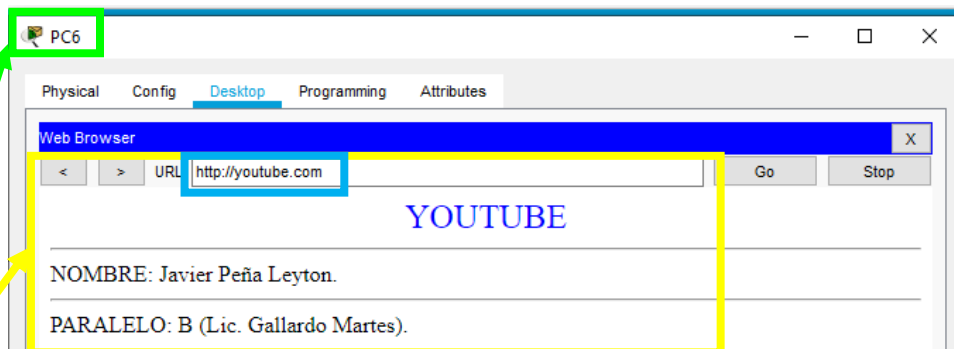 PC6
Physical Config Desktop Programming Attributes
Web Browser X
< > URL http://youtube.com Go Stop
YOUTUBE
NOMBRE: Javier Peña Leyton.
PARALELO: B (Lic. Gallardo Martes).